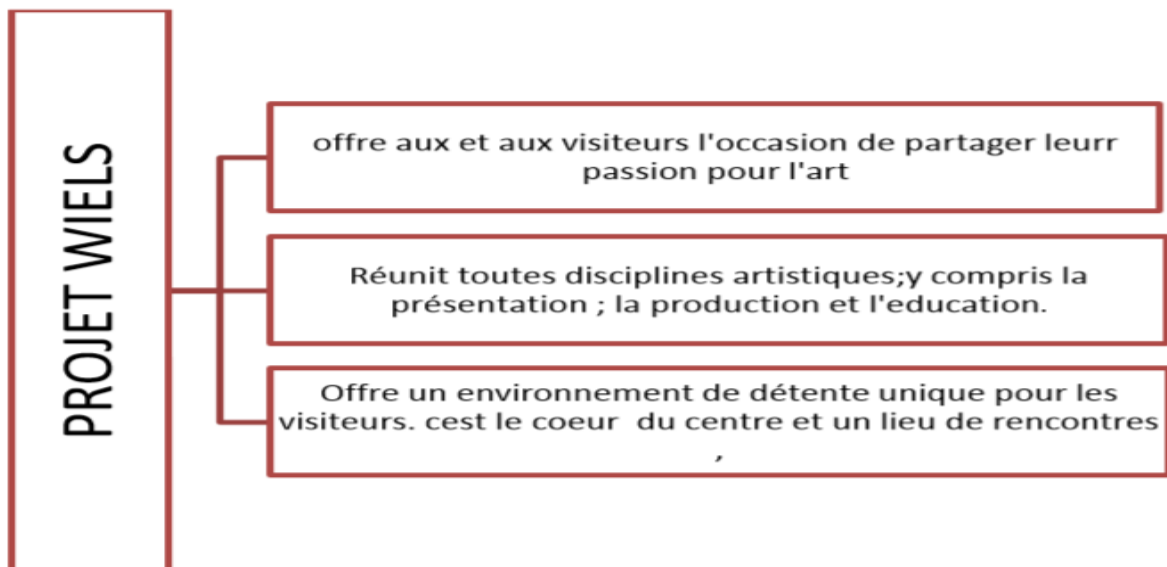 PROJET WIELS
offre aux et aux visiteurs l'occasion de partager leurr
passion pour l'art
Réunit toutes disciplines artistiques;y compris la
présentation ; la production et l'education.
Offre un environnement de détente unique pour les
visiteurs. cest le coeur  du centre et un lieu de rencontres
,